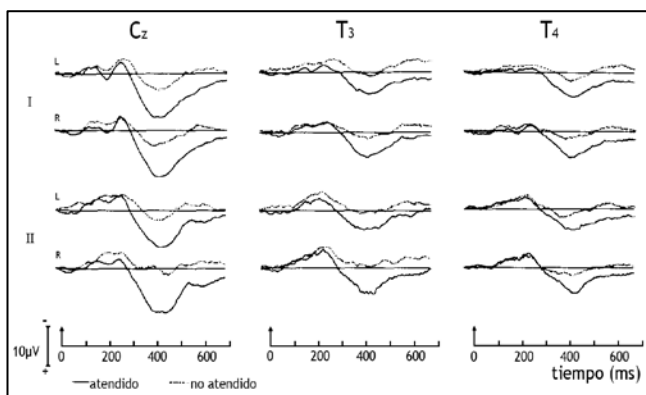 Cz T3 T4
L
I
R
L
II
R
-
10µV
+
0 200 400 600 0 200 400 600 0 200 400 600
atendido no atendido tiempo (ms)